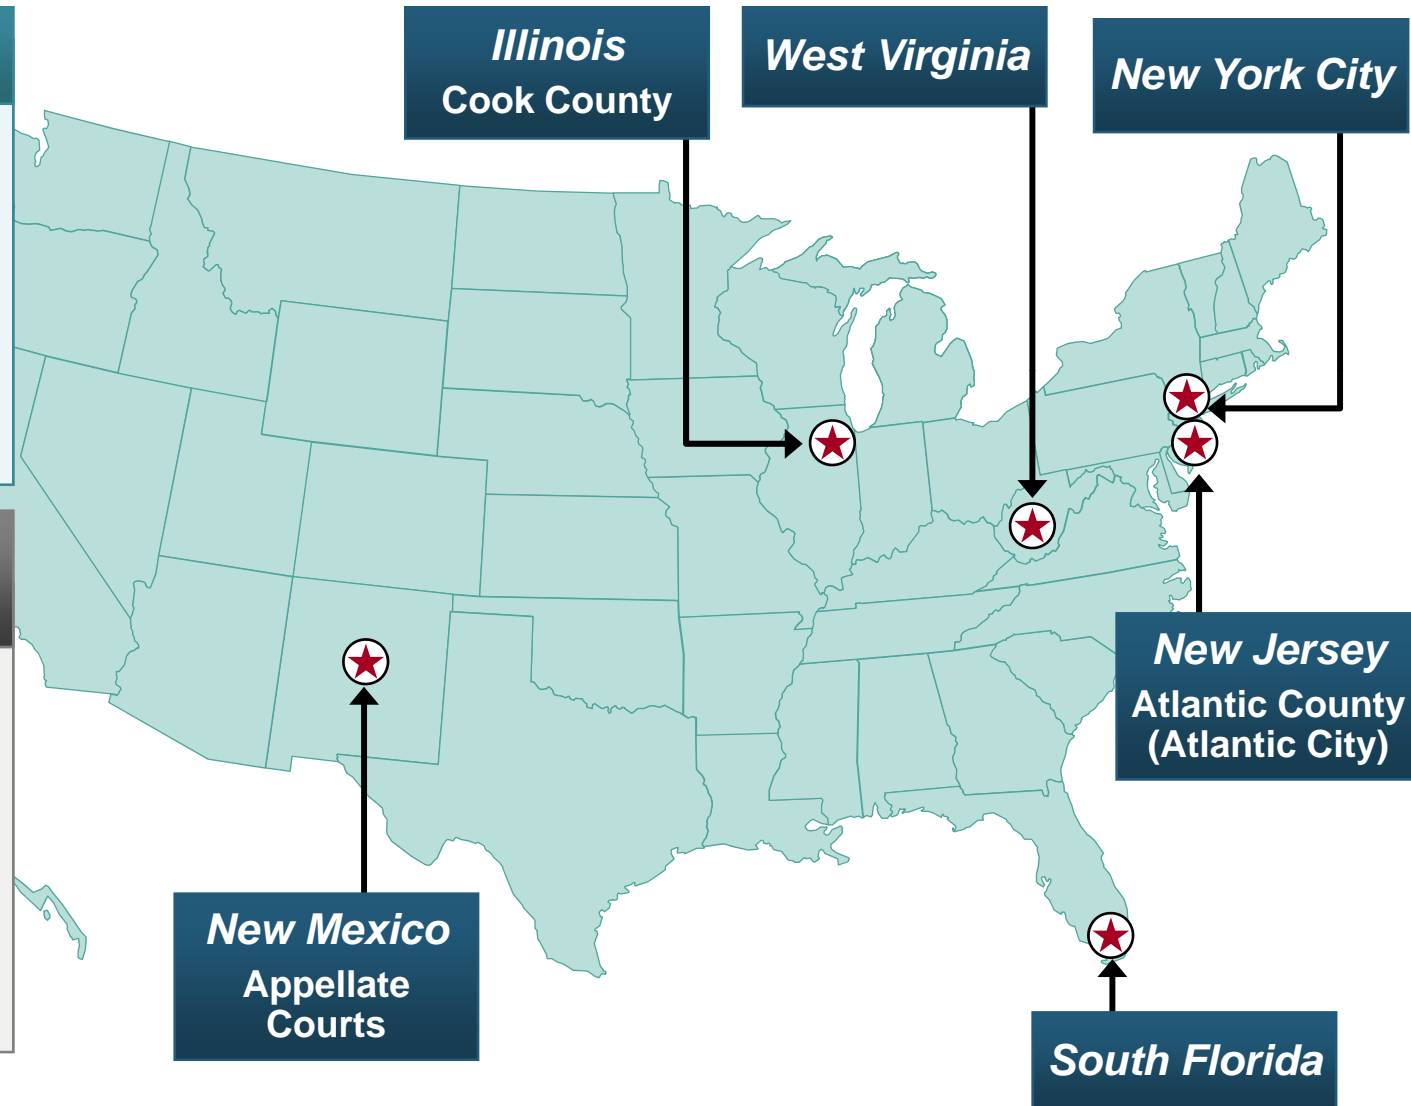 Illinois
Cook County
West Virginia
New York City
New Jersey
Atlantic County
(Atlantic City)
New Mexico
Appellate
Courts
South Florida